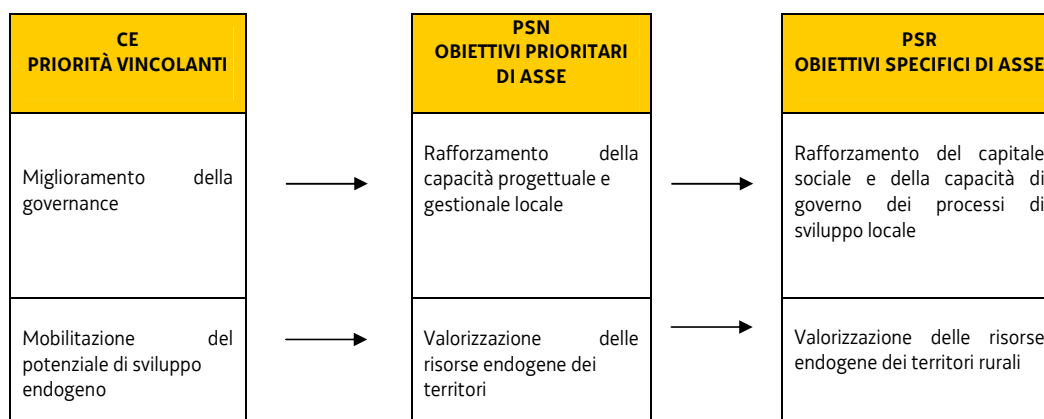 CE
PRIORITÀ VINCOLANTI
PSN
OBIETTIVI PRIORITARI
DI ASSE
PSR
OBIETTIVI SPECIFICI DI ASSE
Miglioramento della
governance
Rafforzamento della
capacità progettuale e
gestionale locale
Rafforzamento del capitale
sociale e della capacità di
governo dei processi di
sviluppo locale
Mobilitazione del
potenziale di sviluppo
endogeno
Valorizzazione delle
risorse endogene dei
territori
Valorizzazione delle risorse
endogene dei territori rurali